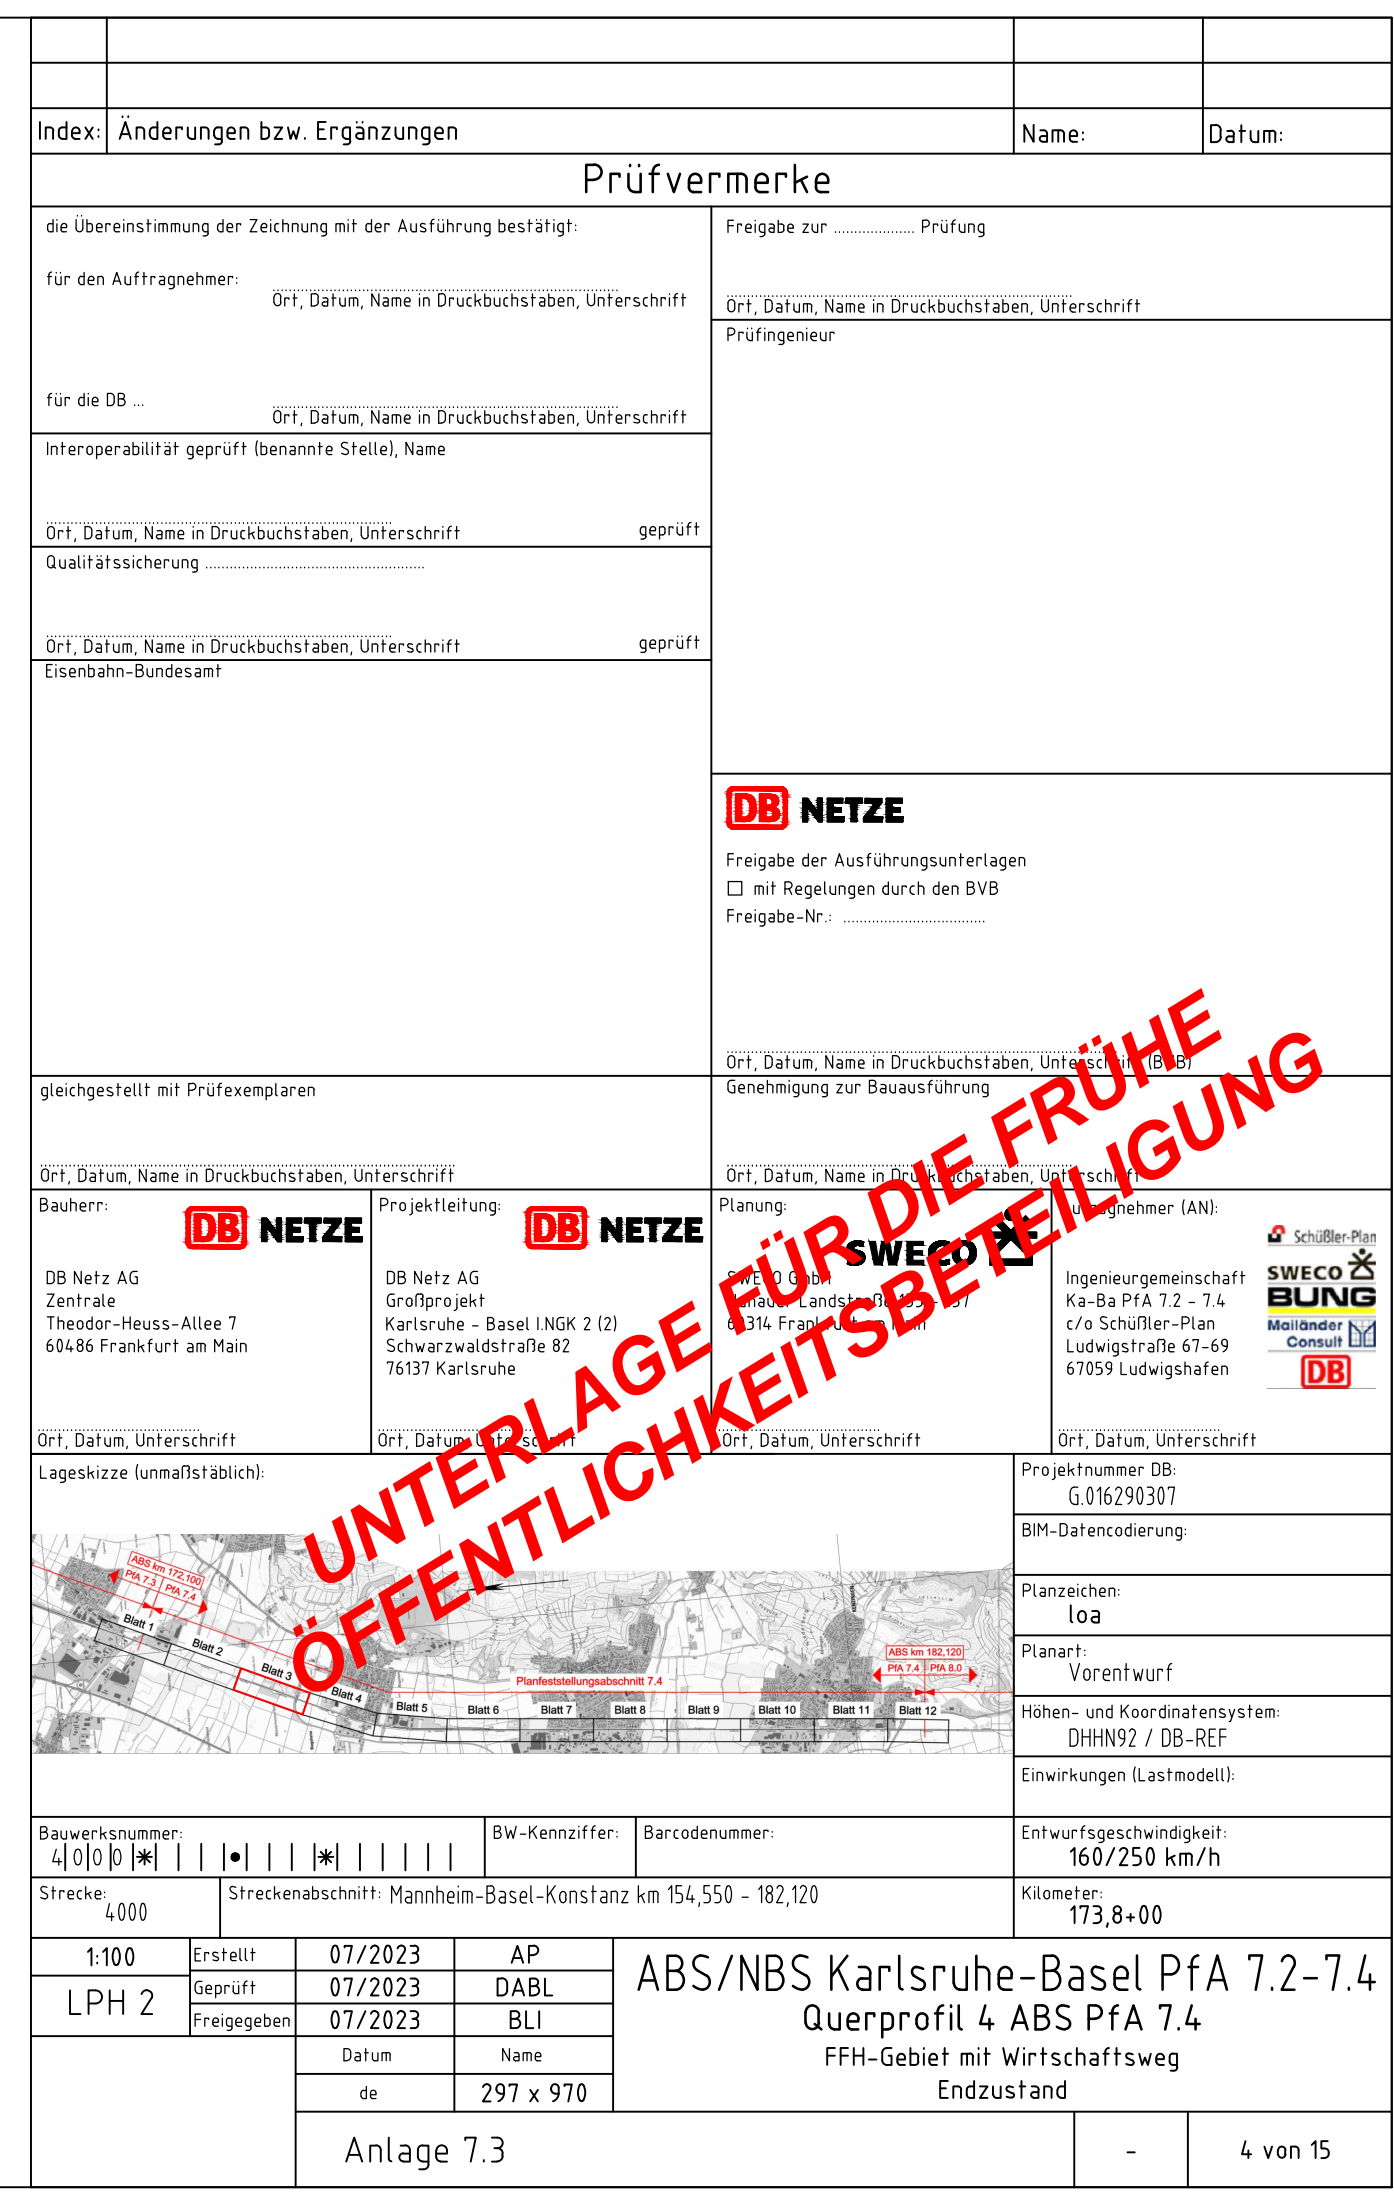 Index: Änderungen bzw. Ergänzungen Name: Datum:
Prüfvermerke
die Übereinstimmung der Zeichnung mit der Ausführung bestätigt:
für den Auftragnehmer:
Ort, Datum, Name in Druckbuchstaben, Unterschrift
für die DB ...
Ort, Datum, Name in Druckbuchstaben, Unterschrift
Freigabe zur .................... Prüfung
Ort, Datum, Name in Druckbuchstaben, Unterschrift
Prüfingenieur
Interoperabilität geprüft (benannte Stelle), Name
Ort, Datum, Name in Druckbuchstaben, Unterschrift geprüft
Qualitätssicherung ......................................................
Ort, Datum, Name in Druckbuchstaben, Unterschrift geprüft
Eisenbahn-Bundesamt
DB NETZE
Freigabe der Ausführungsunterlagen
□ mit Regelungen durch den BVB
Freigabe-Nr.: ...................................
Ort, Datum, Name in Druckbuchstaben, Unterschrift (BVB)
gleichgestellt mit Prüfexemplaren
Ort, Datum, Name in Druckbuchstaben, Unterschrift
Genehmigung zur Bauausführung
Ort, Datum, Name in Druckbuchstaben, Unterschrift
UNTERLAGE FÜR DIE FRÜHE
ÖFFENTLICHKEITSBETEILIGUNG
Bauherr:
DB NETZE
DB Netz AG
Zentrale
Theodor-Heuss-Allee 7
60486 Frankfurt am Main
Ort, Datum, Unterschrift
Projektleitung:
DB NETZE
DB Netz AG
Großprojekt
Karlsruhe - Basel I.NGK 2 (2)
Schwarzwaldstraße 82
76137 Karlsruhe
Ort, Datum, Unterschrift
Planung:
SWECO
SWECO GmbH
Hanauer Landstraße
Frankfurt am Main
Ort, Datum, Unterschrift
Auftragnehmer (AN):
Schüßler-Plan
SWECO
BUNG
Mailänder
Consult
DB
Ingenieurgemeinschaft
Ka-Ba PfA 7.2 - 7.4
c/o Schüßler-Plan
Ludwigstraße 67-69
67059 Ludwigshafen
Ort, Datum, Unterschrift
Lageskizze (unmaßstäblich):
ABS km 172,100
PfA 7.3 PfA 7.4
Blatt 1
Blatt 2
Blatt 3
Blatt 4
Blatt 5
Blatt 6
Blatt 7
Blatt 8
Blatt 9
Blatt 10
Blatt 11
Blatt 12
Planfeststellungsabschnitt 7.4
ABS km 182,120
PfA 7.4 PfA 8.0
Projektnummer DB:
G.016290307
BIM-Datencodierung:
Planzeichen:
loa
Planart:
Vorentwurf
Höhen- und Koordinatensystem:
DHHN92 / DB-REF
Einwirkungen (Lastmodell):
Bauwerksnummer:
4|0|0|0|*| | | |•| | | |*| | | | | |
BW-Kennziffer: Barcodenummer:
Entwurfsgeschwindigkeit:
160/250 km/h
Strecke:
4000
Streckenabschnitt: Mannheim-Basel-Konstanz km 154,550 - 182,120
Kilometer:
173,8+00
1:100
LPH 2
Erstellt 07/2023 AP
Geprüft 07/2023 DABL
Freigegeben 07/2023 BLI
Datum Name
de 297 x 970
ABS/NBS Karlsruhe-Basel PfA 7.2-7.4
Querprofil 4 ABS PfA 7.4
FFH-Gebiet mit Wirtschaftsweg
Endzustand
Anlage 7.3 - 4 von 15